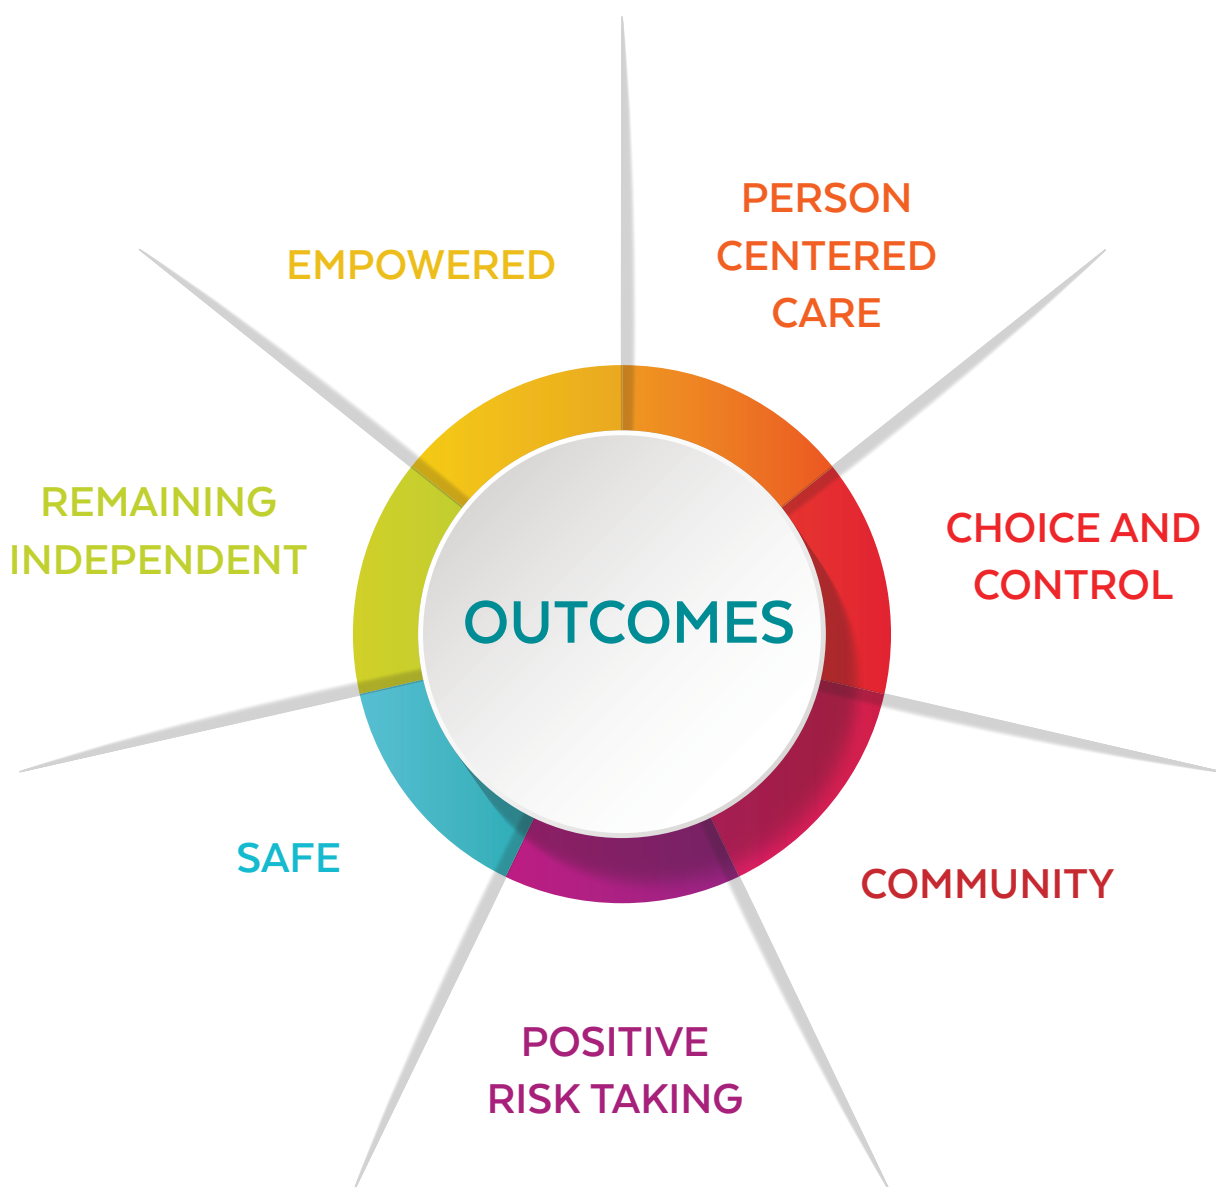 PERSON
CENTERED
CARE
EMPOWERED
REMAINING
INDEPENDENT
CHOICE AND
CONTROL
OUTCOMES
SAFE
COMMUNITY
POSITIVE
RISK TAKING